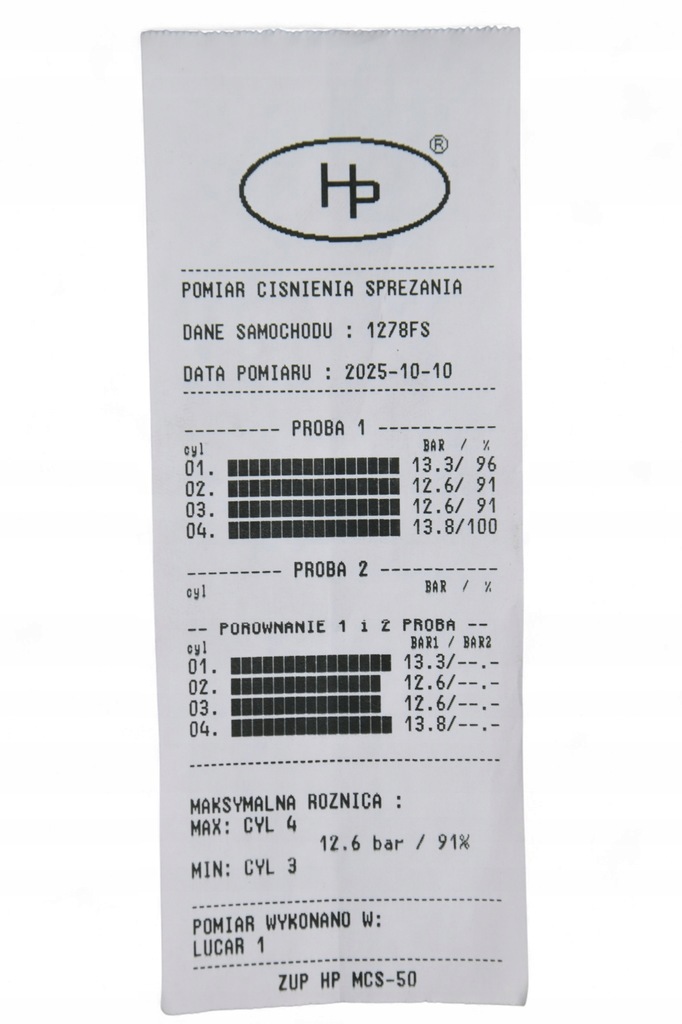 HP ®
POMIAR CISNIENIA SPREZANIA
DANE SAMOCHODU : 1278FS
DATA POMIARU : 2025-10-10
--------- PROBA 1 -----------
cyl BAR / %
01. 13.3/ 96
02. 12.6/ 91
03. 12.6/ 91
04. 13.8/100
--------- PROBA 2 -----------
cyl BAR / %
-- POROWNANIE 1 i 2 PROBA --
cyl BAR1 / BAR2
01. 13.3/--.-
02. 12.6/--.-
03. 12.6/--.-
04. 13.8/--.-
MAKSYMALNA ROZNICA :
MAX: CYL 4
12.6 bar / 91%
MIN: CYL 3
POMIAR WYKONANO W:
LUCAR 1
ZUP HP MCS-50